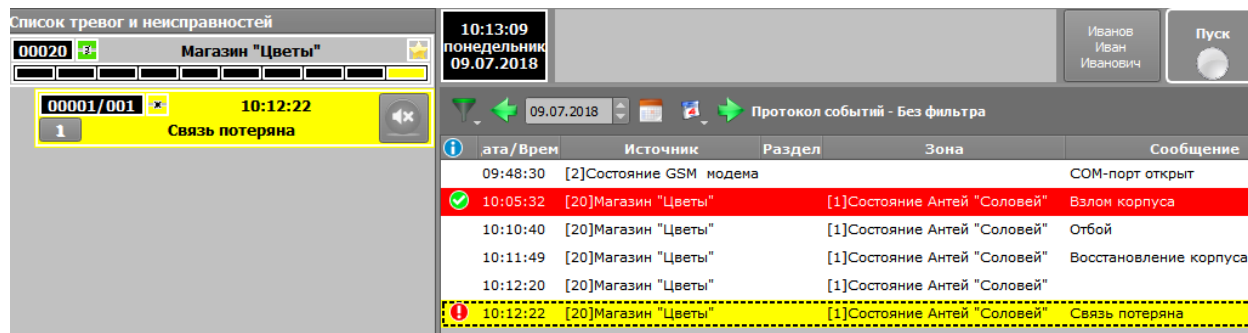 Список тревог и неисправностей
00020 -З- Магазин "Цветы"
00001/001 -×- 10:12:22
1 Связь потеряна
10:13:09
понедельник
09.07.2018
Иванов
Иван
Иванович
Пуск
09.07.2018 4 Протокол событий - Без фильтра
ата/Врем Источник Раздел Зона Сообщение
09:48:30 [2]Состояние GSM модема COM-порт открыт
10:05:32 [20]Магазин "Цветы" [1]Состояние Антей "Соловей" Взлом корпуса
10:10:40 [20]Магазин "Цветы" [1]Состояние Антей "Соловей" Отбой
10:11:49 [20]Магазин "Цветы" [1]Состояние Антей "Соловей" Восстановление корпуса
10:12:20 [20]Магазин "Цветы" [1]Состояние Антей "Соловей"
10:12:22 [20]Магазин "Цветы" [1]Состояние Антей "Соловей" Связь потеряна